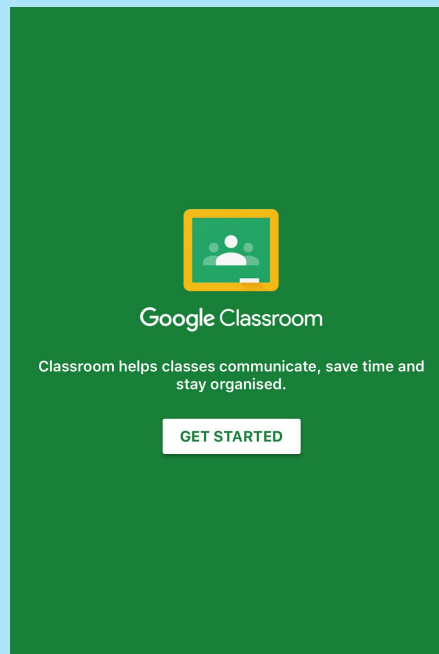 Google Classroom
Classroom helps classes communicate, save time and
stay organised.
GET STARTED